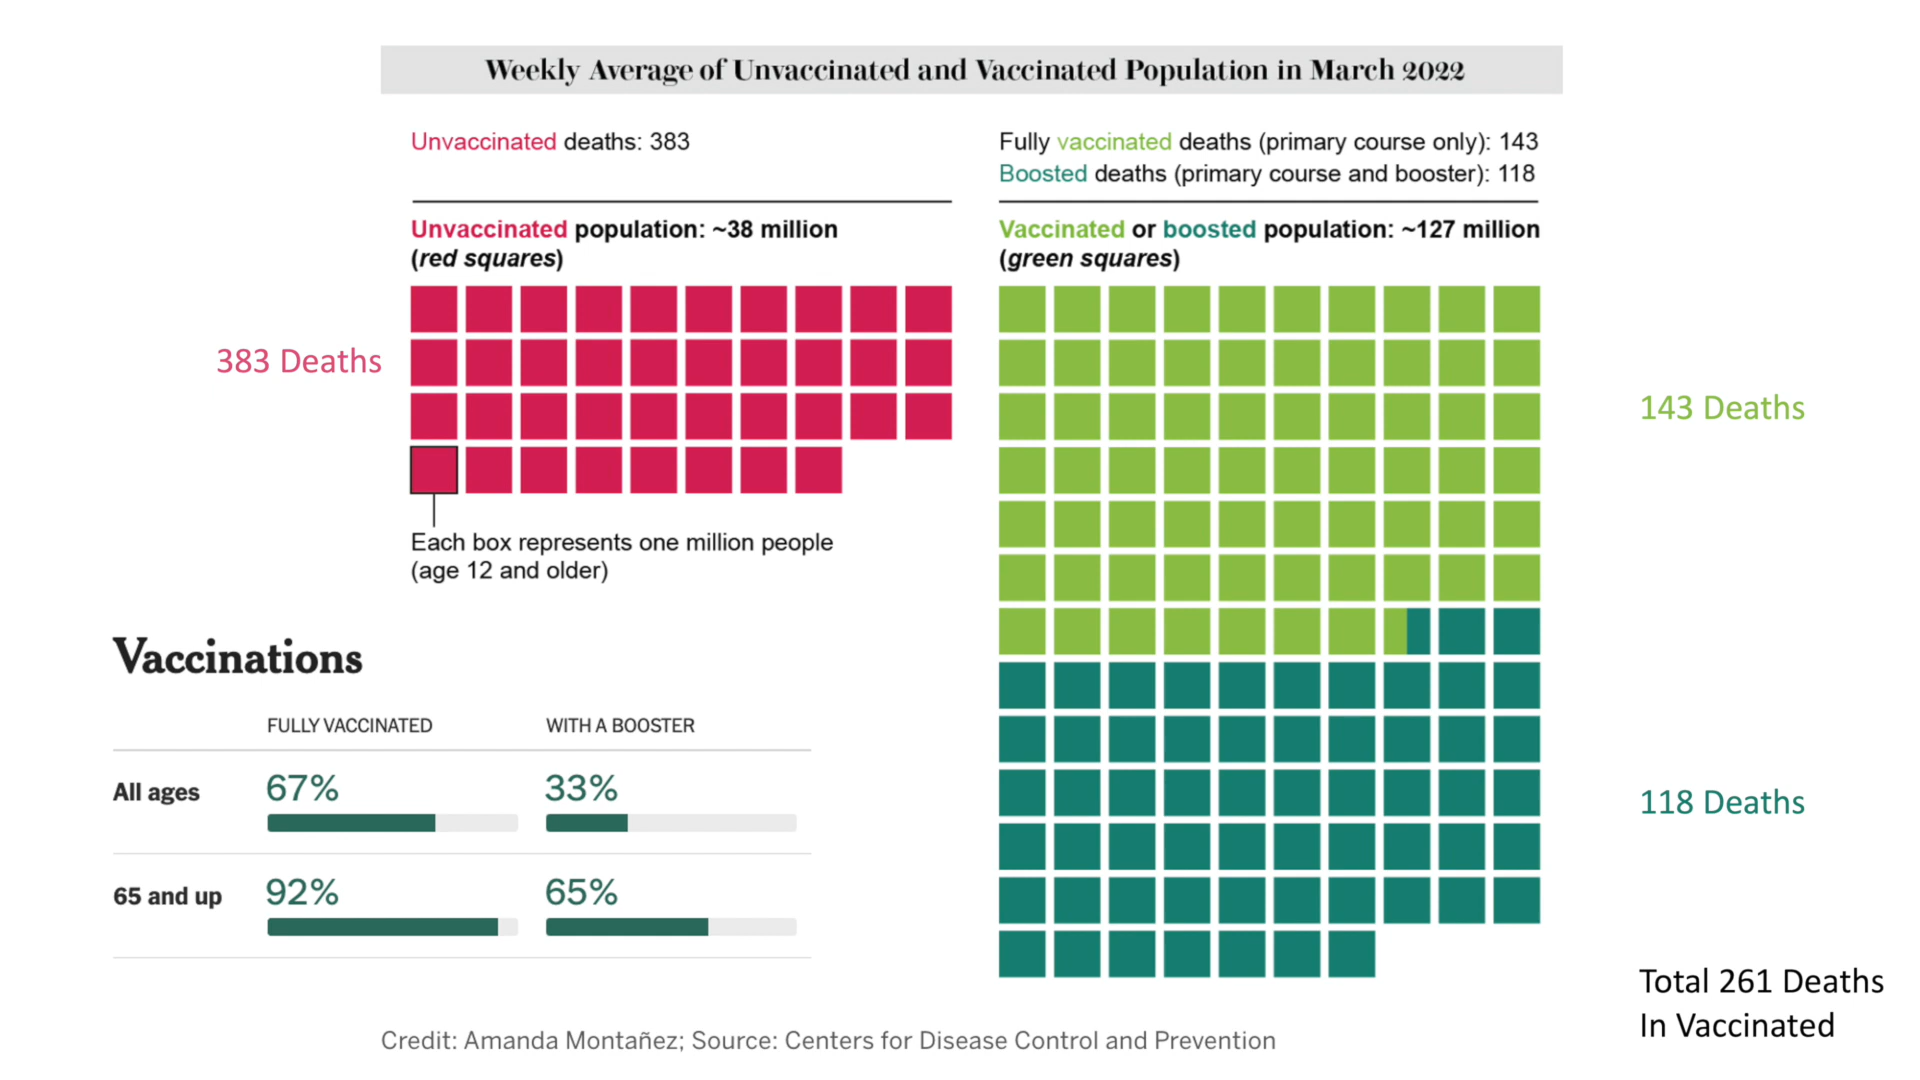 Weekly Average of Unvaccinated and Vaccinated Population in March 2022
Unvaccinated deaths: 383
Fully vaccinated deaths (primary course only): 143
Boosted deaths (primary course and booster): 118
Unvaccinated population: ~38 million
(red squares)
Vaccinated or boosted population: ~127 million
(green squares)
383 Deaths
143 Deaths
Each box represents one million people
(age 12 and older)
Vaccinations
FULLY VACCINATED WITH A BOOSTER
All ages 67% 33%
65 and up 92% 65%
118 Deaths
Total 261 Deaths
In Vaccinated
Credit: Amanda Montañez; Source: Centers for Disease Control and Prevention